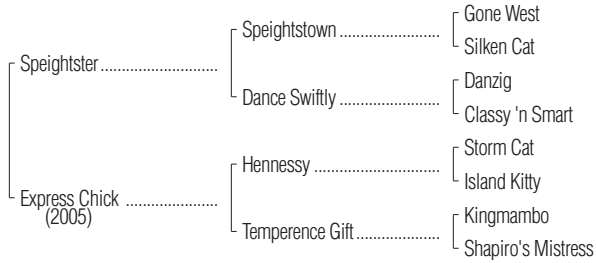 Gone West
Speightstown ....................
Silken Cat
Speightster ........................
Danzig
Dance Swiftly ....................
Classy 'n Smart
Storm Cat
Hennessy .........................
Island Kitty
Express Chick ...................
(2005)
Kingmambo
Temperence Gift.................
Shapiro's Mistress